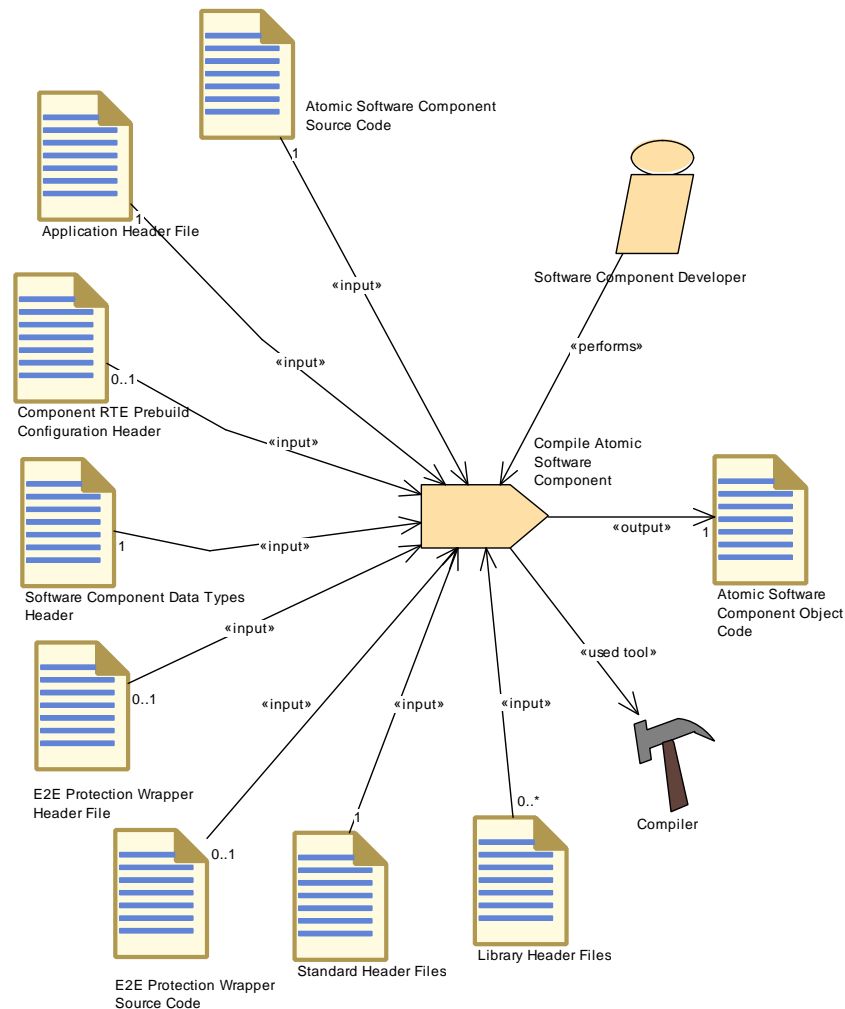 Atomic Software Component
Source Code
1
Application Header File
1
Software Component Developer
«input»
«performs»
«input»
Component RTE Prebuild
Configuration Header
0..1
«input»
Compile Atomic
Software
Component
Software Component Data Types
Header
1
«input»
«output»
1
Atomic Software
Component Object
Code
«input»
E2E Protection Wrapper
Header File
0..1
«used tool»
«input»
«input»
«input»
E2E Protection Wrapper
Source Code
0..1
1
Standard Header Files
0..*
Library Header Files
Compiler